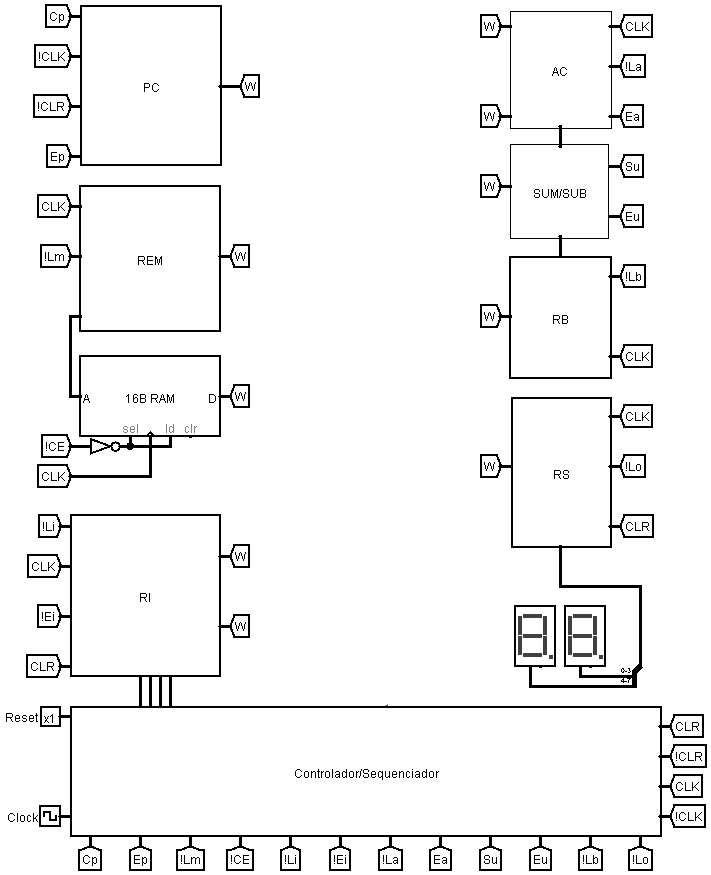 Cp
!CLK
!CLR
Ep
PC
W
CLK
!Lm
REM
W
A 16B RAM D
W
sel ld clr
!CE
CLK
!Li
CLK
!Ei
CLR
RI
W
W
W
W
AC
CLK
!La
Ea
W
SUM/SUB
Su
Eu
W
RB
!Lb
CLK
W
RS
CLK
!Lo
CLR
0-3
4-7
Reset x1
Clock
Controlador/Sequenciador
CLR
!CLR
CLK
!CLK
Cp Ep !Lm !CE !Li !Ei !La Ea Su Eu !Lb !Lo